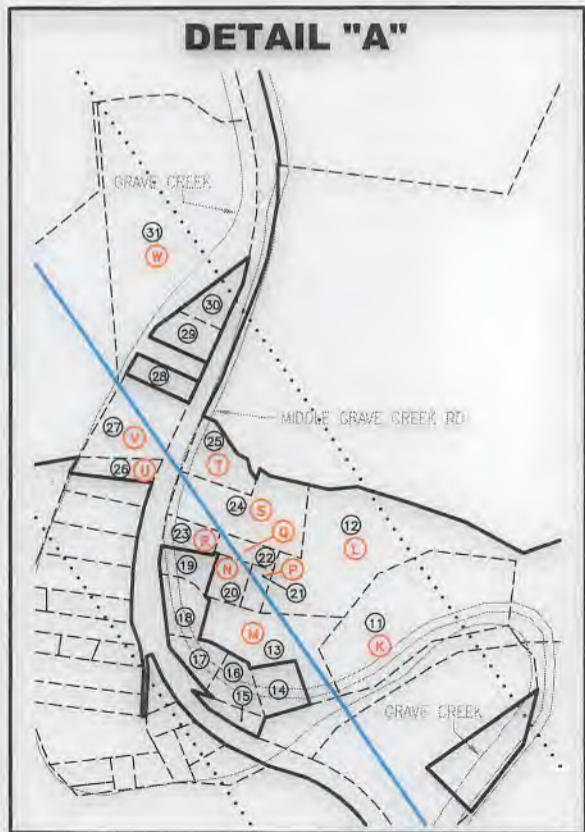 DETAIL "A"
GRAVE CREEK
31
W
30
29
28
MIDDLE GRAVE CREEK RD
27
V
25
26
U
T
24
S
12
23
R
Q
L
22
19
N
P
20
21
18
11
M
K
13
17
16
14
15
GRAVE CREEK